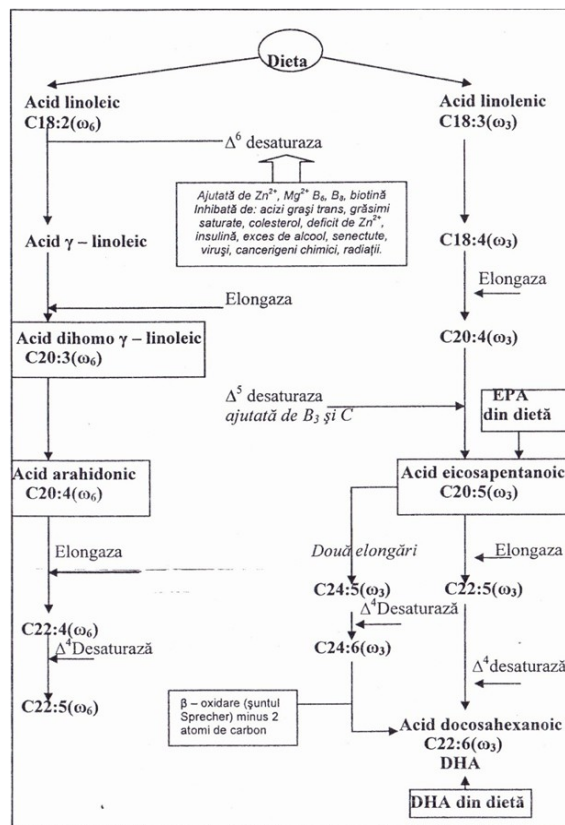 Dieta
Acid linoleic
C18:2(ω₆)
Acid linolenic
C18:3(ω₃)
Δ⁶ desaturaza
Ajutată de Zn²⁺, Mg²⁺ B₆, B₈, biotină
Inhibată de: acizi graşi trans, grăsimi
saturate, colesterol, deficit de Zn²⁺,
insulină, exces de alcool, senectute,
viruşi, cancerigeni chimici, radiaţii.
Acid γ – linoleic
C18:4(ω₃)
Elongaza
Elongaza
Acid dihomo γ – linoleic
C20:3(ω₆)
C20:4(ω₃)
Δ⁵ desaturaza
ajutată de B₃ şi C
EPA
din dietă
Acid arahidonic
C20:4(ω₆)
Acid eicosapentanoic
C20:5(ω₃)
Elongaza
Două elongări
Elongaza
C24:5(ω₃)
C22:5(ω₃)
Δ⁴Desaturază
C22:4(ω₆)
Δ⁴Desaturază
C24:6(ω₃)
Δ⁴desaturază
C22:5(ω₆)
β – oxidare (şuntul
Sprecher) minus 2
atomi de carbon
Acid docosahexanoic
C22:6(ω₃)
DHA
DHA din dietă